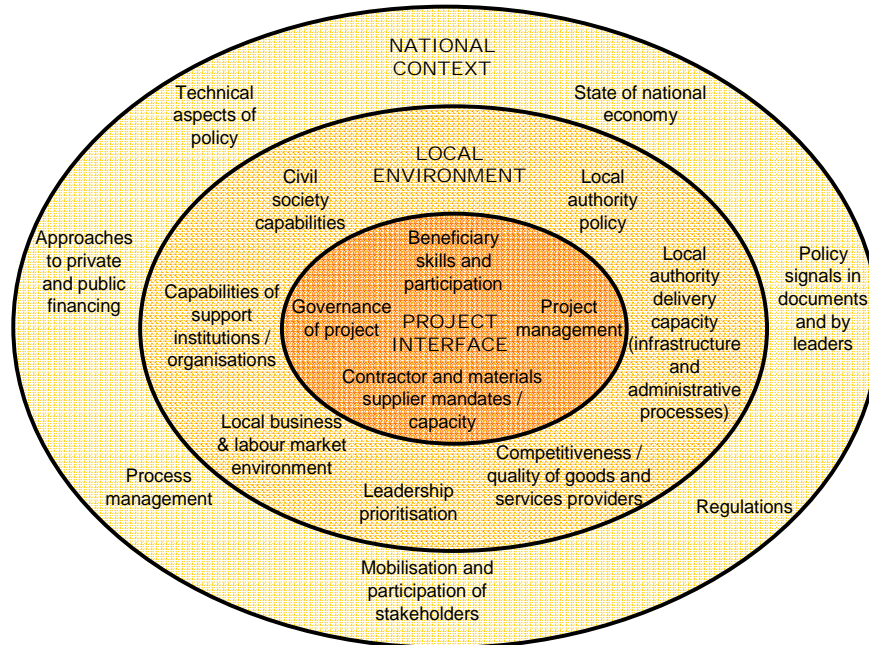 NATIONAL
CONTEXT
Technical
aspects of
policy
State of national
economy
LOCAL
ENVIRONMENT
Civil
society
capabilities
Local
authority
policy
Approaches
to private
and public
financing
Beneficiary
skills and
participation
Local
authority
delivery
capacity
(infrastructure
and
administrative
processes)
Policy
signals in
documents
and by
leaders
Capabilities of
support
institutions /
organisations
Governance
of project
PROJECT
INTERFACE
Project
management
Contractor and materials
supplier mandates /
capacity
Local business
& labour market
environment
Competitiveness /
quality of goods and
services providers
Process
management
Leadership
prioritisation
Regulations
Mobilisation and
participation of
stakeholders